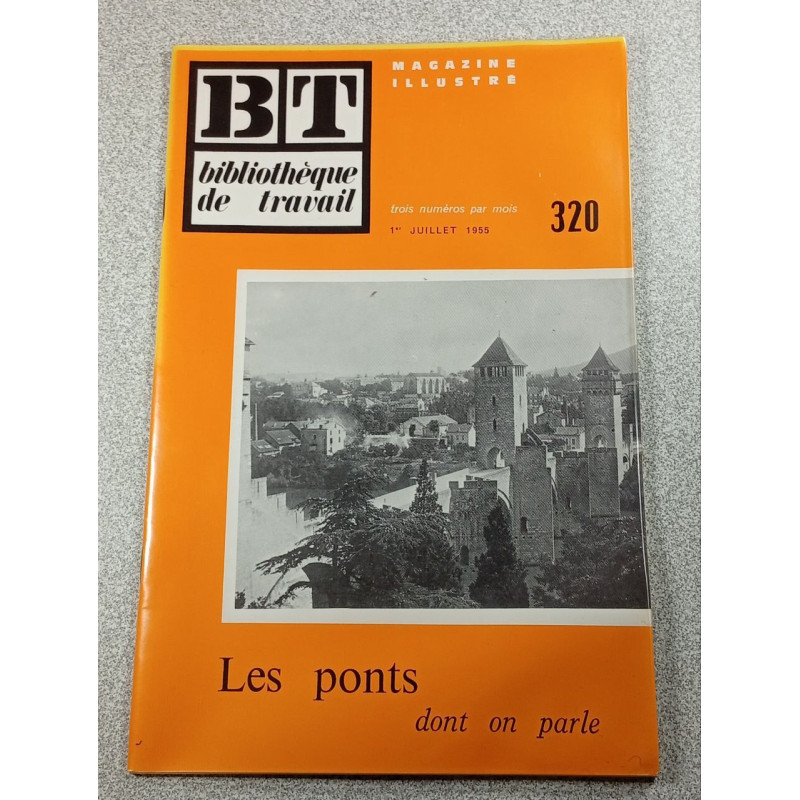 BT
bibliothèque
de travail
MAGAZINE
ILLUSTRÉ
trois numéros par mois
1er JUILLET 1955
320
Les ponts
dont on parle